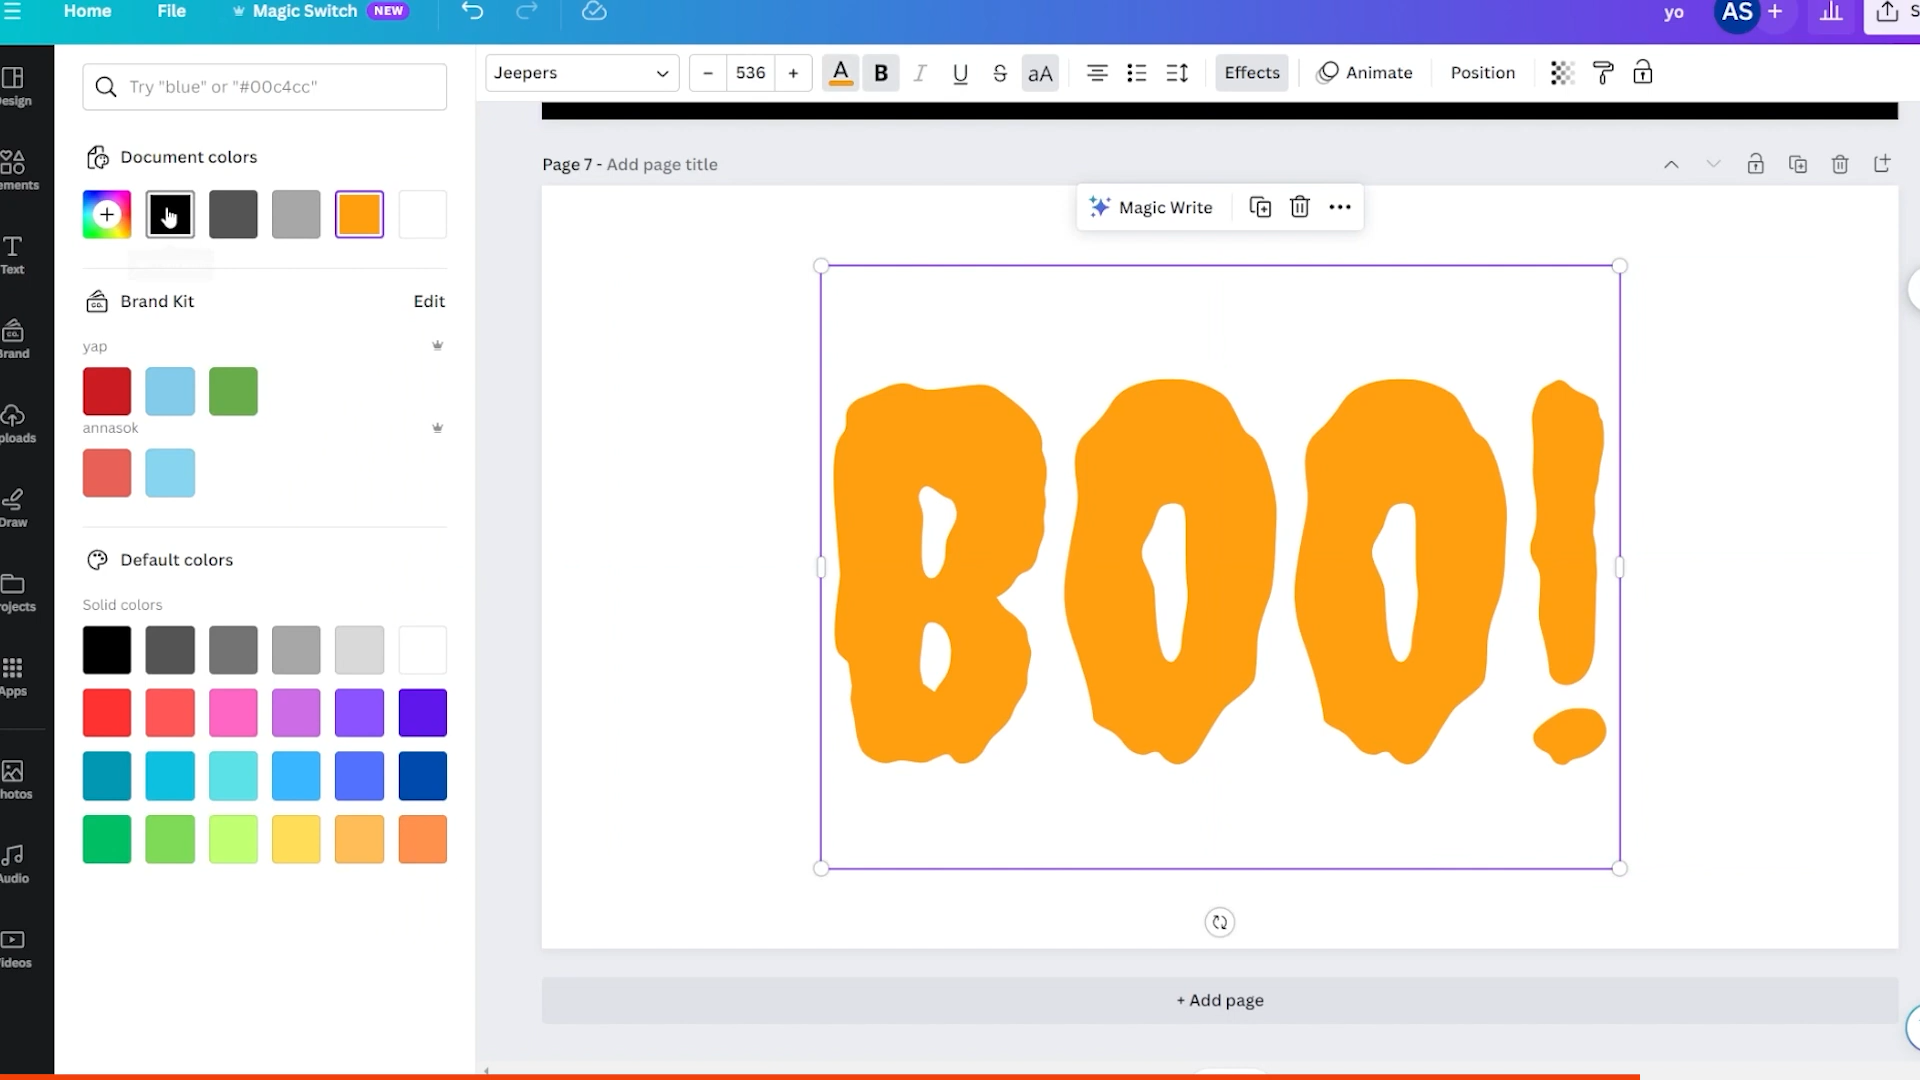 Home File Magic Switch NEW yo AS + S
Jeepers - 536 + A B I U S aA Effects Animate Position
Try "blue" or "#00c4cc"
Document colors
Page 7 - Add page title
Magic Write
Brand Kit Edit
yap
annasok
Default colors
Solid colors
esign
ements
Text
Brand
ploads
Draw
rojects
Apps
hotos
Audio
ideos
BOO!
+ Add page